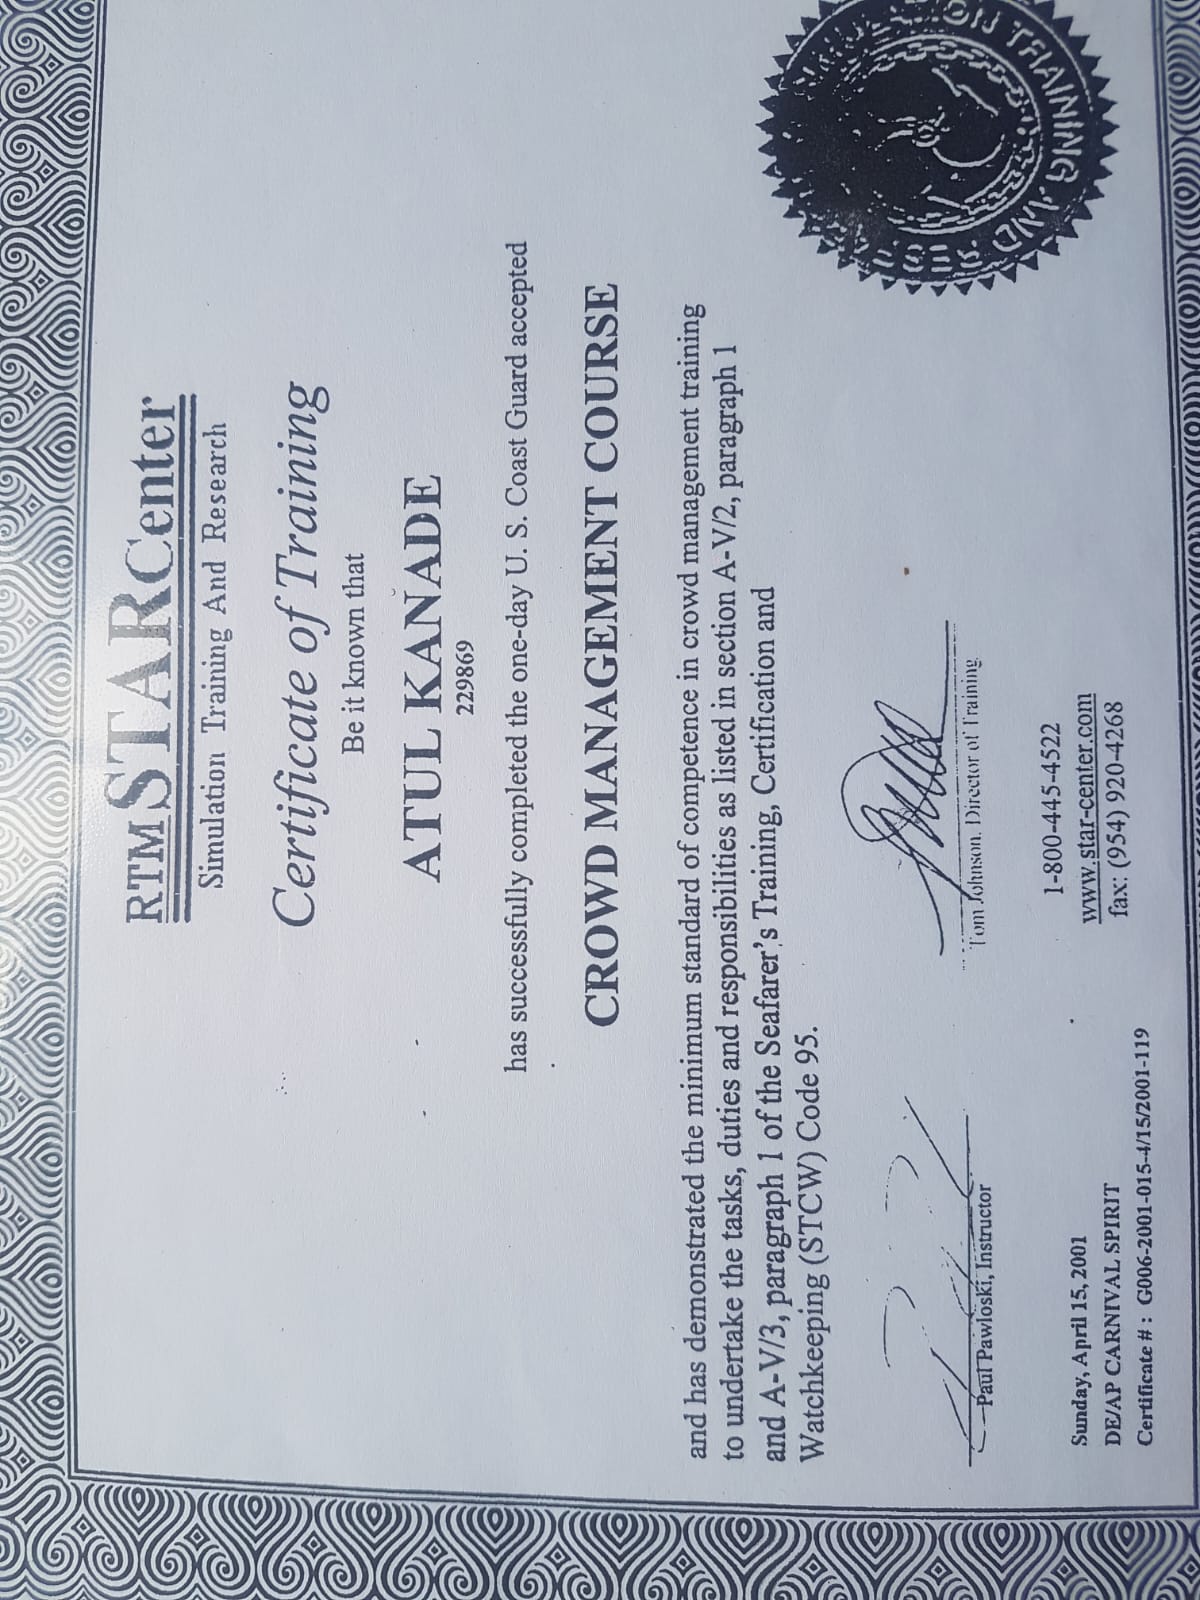 RTMSTARCenter
Simulation Training And Research
Certificate of Training
Be it known that
ATUL KANADE
229869
has successfully completed the one-day U. S. Coast Guard accepted
CROWD MANAGEMENT COURSE
and has demonstrated the minimum standard of competence in crowd management training
to undertake the tasks, duties and responsibilities as listed in section A-V/2, paragraph 1
and A-V/3, paragraph 1 of the Seafarer's Training, Certification and
Watchkeeping (STCW) Code 95.
Paul Pawloski, Instructor
Tom Johnson, Director of Training
Sunday, April 15, 2001
DE/AP CARNIVAL SPIRIT
Certificate # : G006-2001-015-4/15/2001-119
1-800-445-4522
www.star-center.com
fax: (954) 920-4268
TRAINING AND